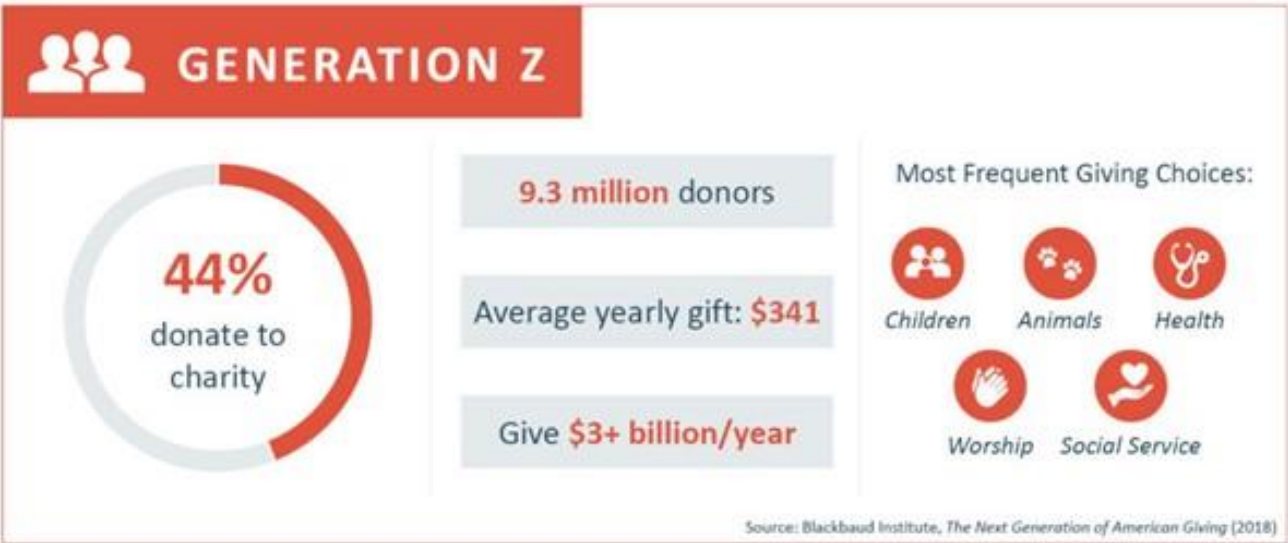 GENERATION Z
44%
donate to
charity
9.3 million donors
Average yearly gift: $341
Give $3+ billion/year
Most Frequent Giving Choices:
Children Animals Health
Worship Social Service
Source: Blackbaud Institute, The Next Generation of American Giving (2018)